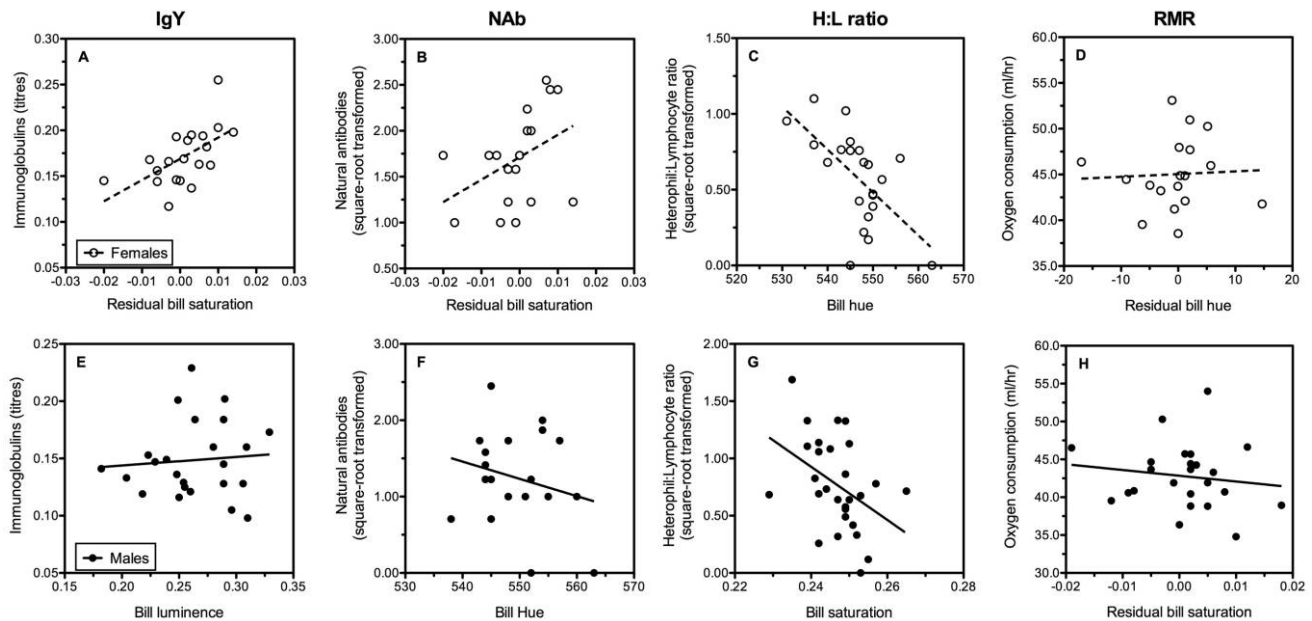 IgY
NAb
H:L ratio
RMR
A
0.30
0.25
0.20
0.15
0.10
0.05
Immunoglobulins (titres)
Females
-0.03 -0.02 -0.01 0.00 0.01 0.02 0.03
Residual bill saturation
B
3.00
2.50
2.00
1.50
1.00
0.50
Natural antibodies
(square-root transformed)
-0.03 -0.02 -0.01 0.00 0.01 0.02 0.03
Residual bill saturation
C
1.50
1.00
0.50
0.00
Heterophil:Lymphocyte ratio
(square-root transformed)
520 530 540 550 560 570
Bill hue
D
60.0
55.0
50.0
45.0
40.0
35.0
Oxygen consumption (ml/hr)
-20 -10 0 10 20
Residual bill hue
E
0.25
0.20
0.15
0.10
0.05
Immunoglobulins (titres)
Males
0.15 0.20 0.25 0.30 0.35
Bill luminence
F
3.00
2.00
1.00
0.00
Natural antibodies
(square-root transformed)
530 540 550 560 570
Bill Hue
G
2.00
1.50
1.00
0.50
0.00
Heterophil:Lymphocyte ratio
(square-root transformed)
0.22 0.24 0.26 0.28
Bill saturation
H
60.0
55.0
50.0
45.0
40.0
35.0
30.0
Oxygen consumption (ml/hr)
-0.02 -0.01 0.00 0.01 0.02
Residual bill saturation